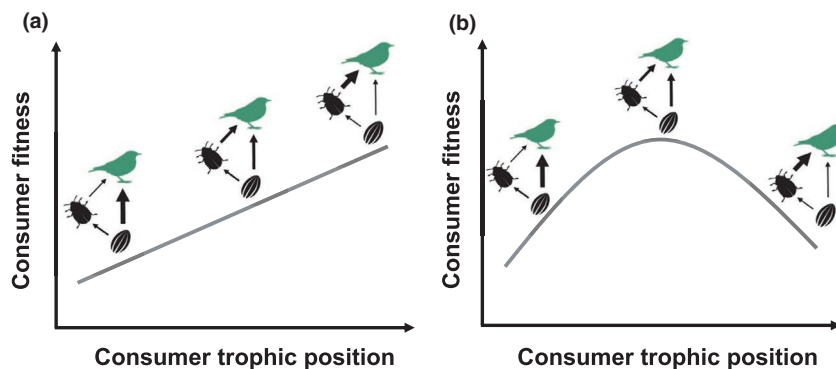 (a)
Consumer fitness
Consumer trophic position
(b)
Consumer fitness
Consumer trophic position